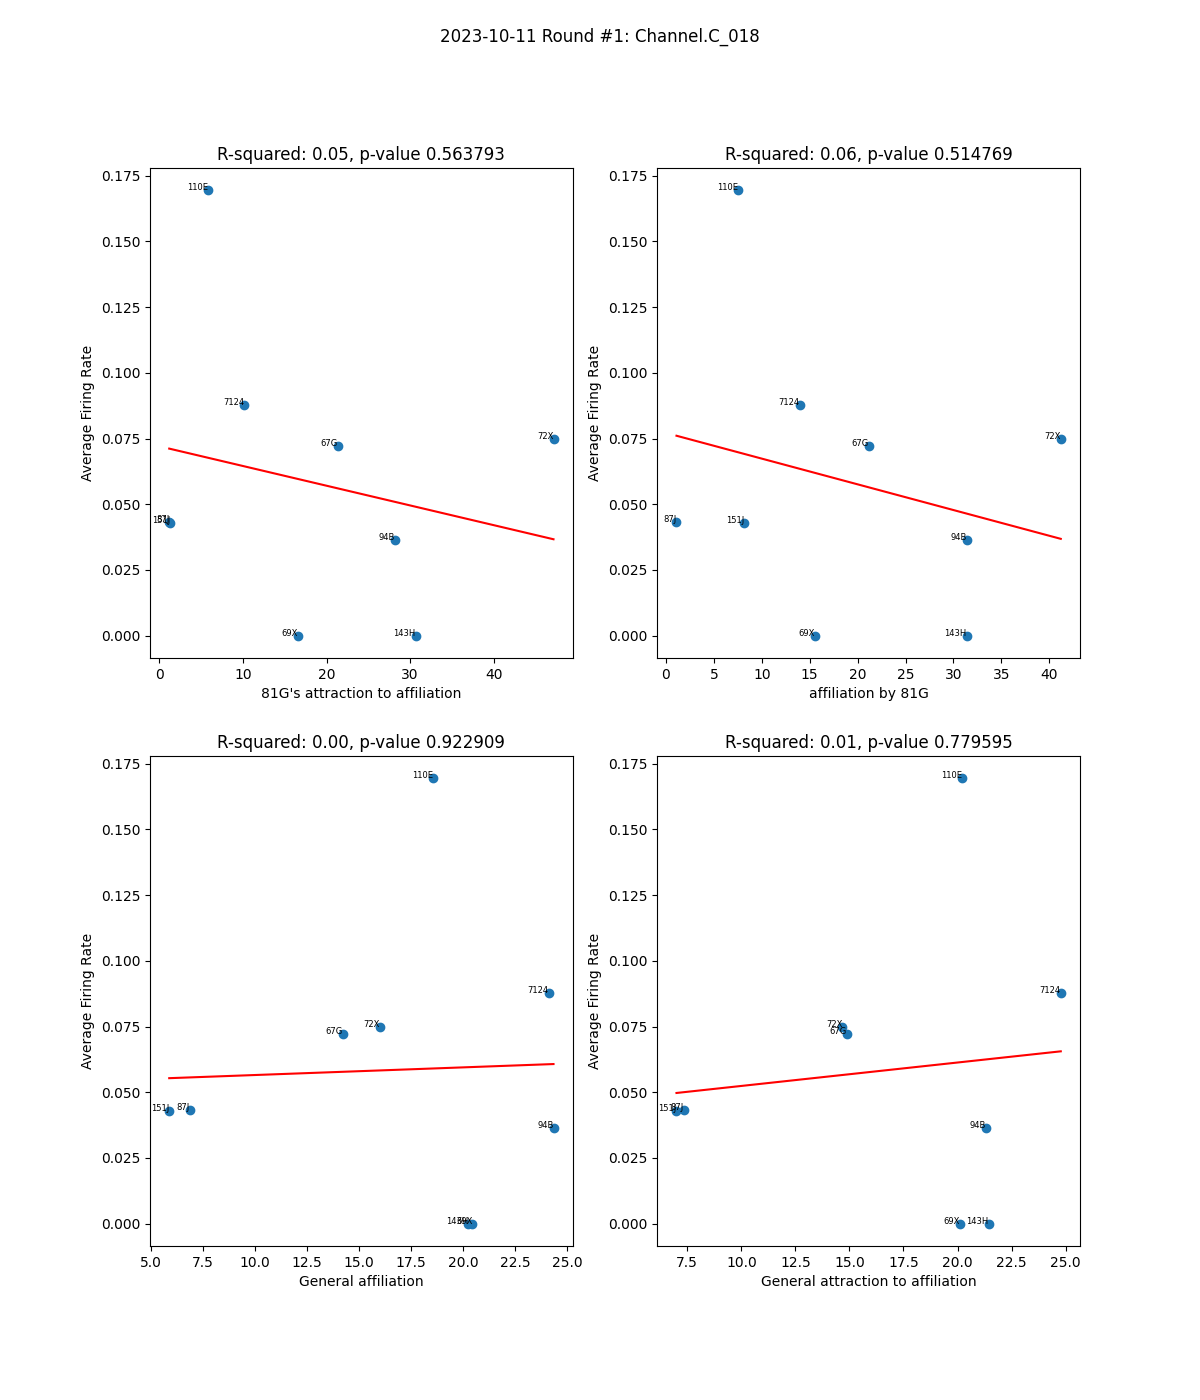 2023-10-11 Round #1: Channel.C_018
R-squared: 0.05, p-value 0.563793
0.175
0.150
0.125
0.100
0.075
0.050
0.025
0.000
Average Firing Rate
110E
7124
67G
72X
87J
151J
94B
69X
143H
0
10
20
30
40
81G's attraction to affiliation
R-squared: 0.06, p-value 0.514769
0.175
0.150
0.125
0.100
0.075
0.050
0.025
0.000
Average Firing Rate
110E
7124
67G
72X
87J
151J
94B
69X
143H
0
5
10
15
20
25
30
35
40
affiliation by 81G
R-squared: 0.00, p-value 0.922909
0.175
0.150
0.125
0.100
0.075
0.050
0.025
0.000
Average Firing Rate
110E
7124
72X
67G
151J
87J
94B
143H
69X
5.0
7.5
10.0
12.5
15.0
17.5
20.0
22.5
25.0
General affiliation
R-squared: 0.01, p-value 0.779595
0.175
0.150
0.125
0.100
0.075
0.050
0.025
0.000
Average Firing Rate
110E
7124
72X
67G
151J
87J
94B
69X
143H
7.5
10.0
12.5
15.0
17.5
20.0
22.5
25.0
General attraction to affiliation